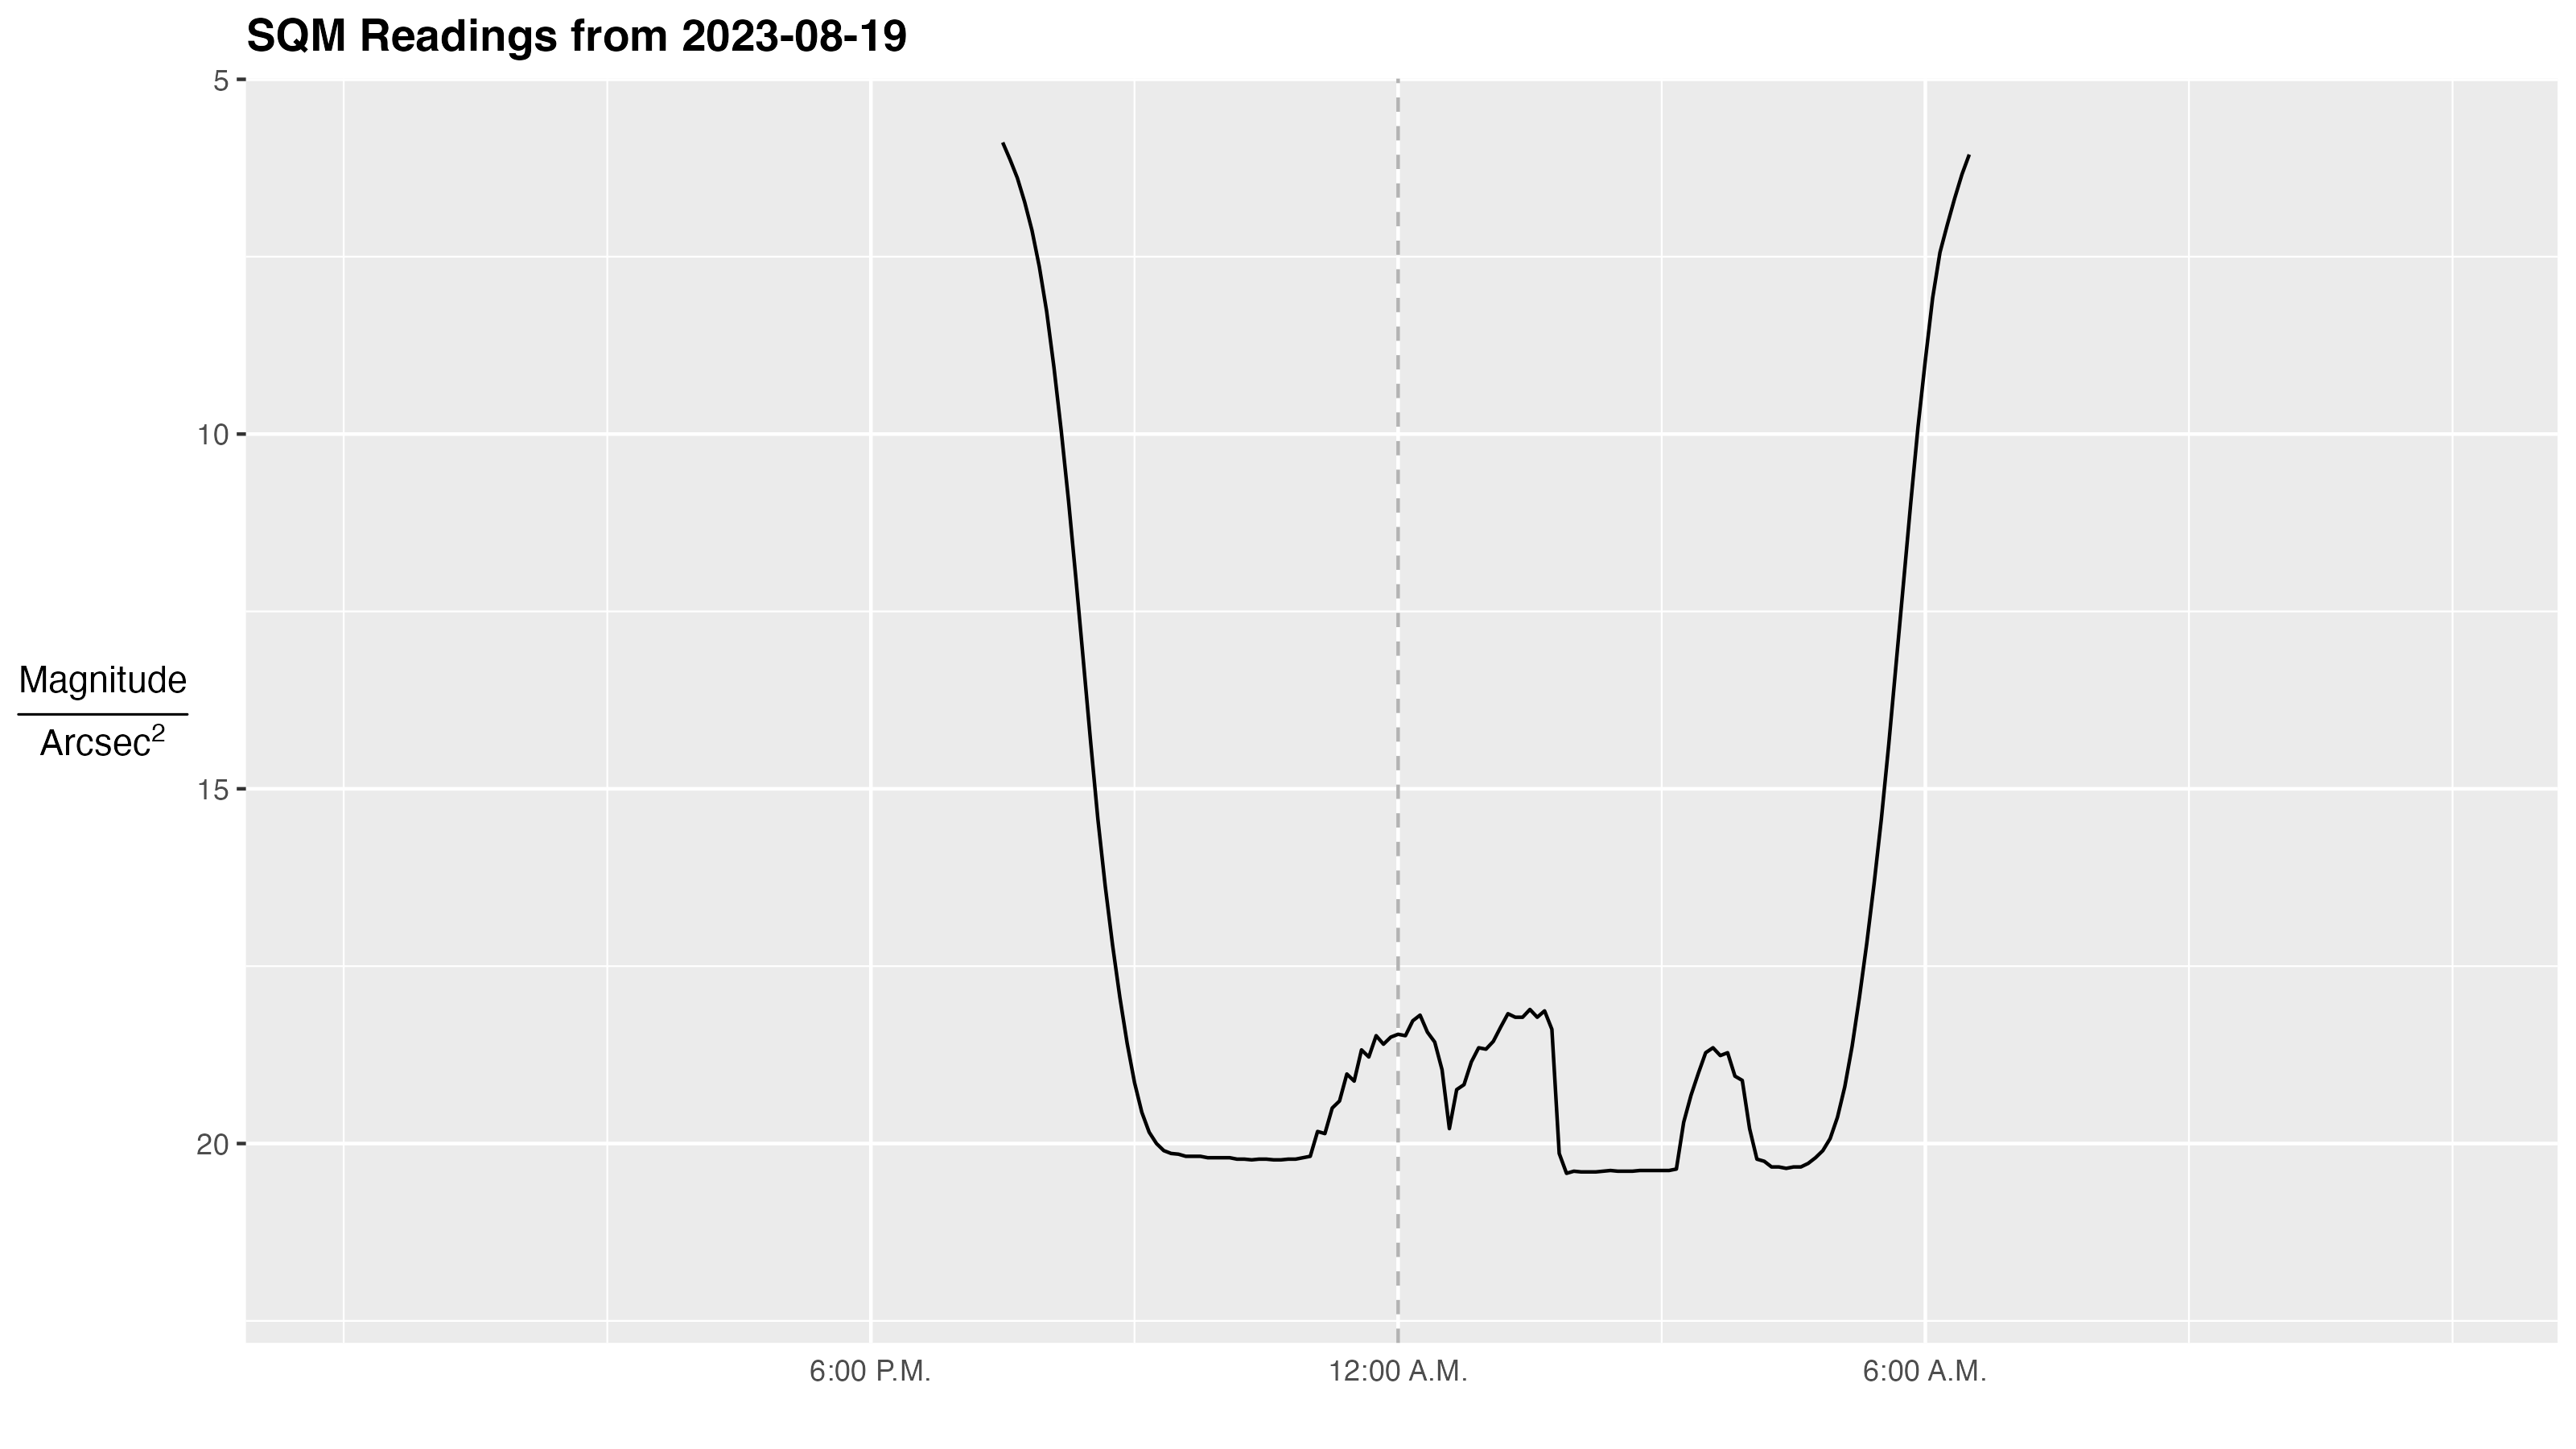 SQM Readings from 2023-08-19
5
10
Magnitude
Arcsec²
15
20
6:00 P.M.
12:00 A.M.
6:00 A.M.